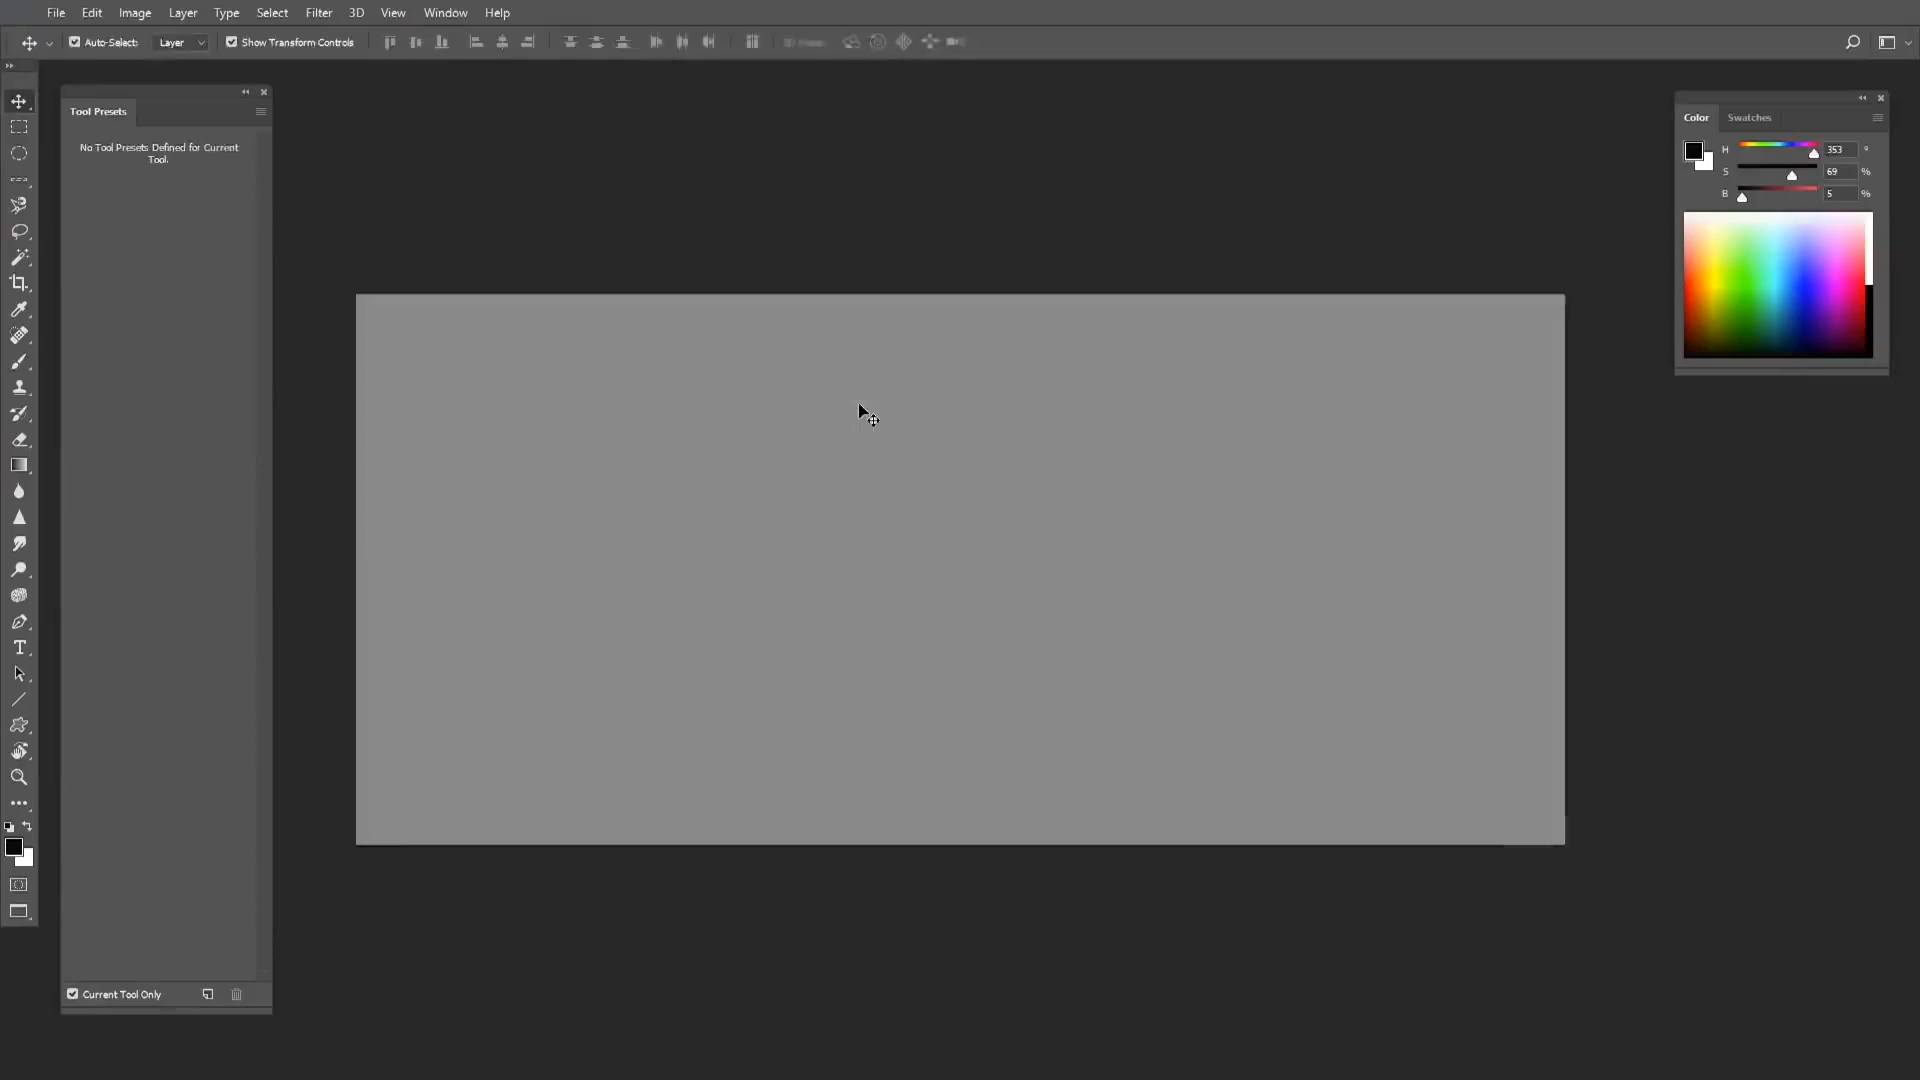 File Edit Image Layer Type Select Filter 3D View Window Help
Auto-Select: Layer Show Transform Controls
Tool Presets
No Tool Presets Defined for Current
Tool.
Current Tool Only
Color Swatches
H 353 °
S 69 %
B 5 %